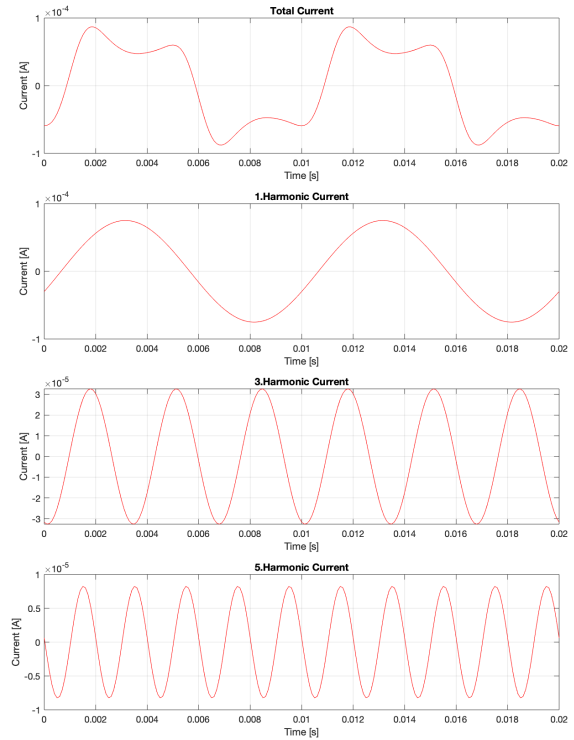 Total Current
×10⁻⁴
1
0
-1
Current [A]
0 0.002 0.004 0.006 0.008 0.01 0.012 0.014 0.016 0.018 0.02
Time [s]
1.Harmonic Current
×10⁻⁴
1
0
-1
Current [A]
0 0.002 0.004 0.006 0.008 0.01 0.012 0.014 0.016 0.018 0.02
Time [s]
3.Harmonic Current
×10⁻⁵
3
2
1
0
-1
-2
-3
Current [A]
0 0.002 0.004 0.006 0.008 0.01 0.012 0.014 0.016 0.018 0.02
Time [s]
5.Harmonic Current
×10⁻⁵
1
0.5
0
-0.5
-1
Current [A]
0 0.002 0.004 0.006 0.008 0.01 0.012 0.014 0.016 0.018 0.02
Time [s]